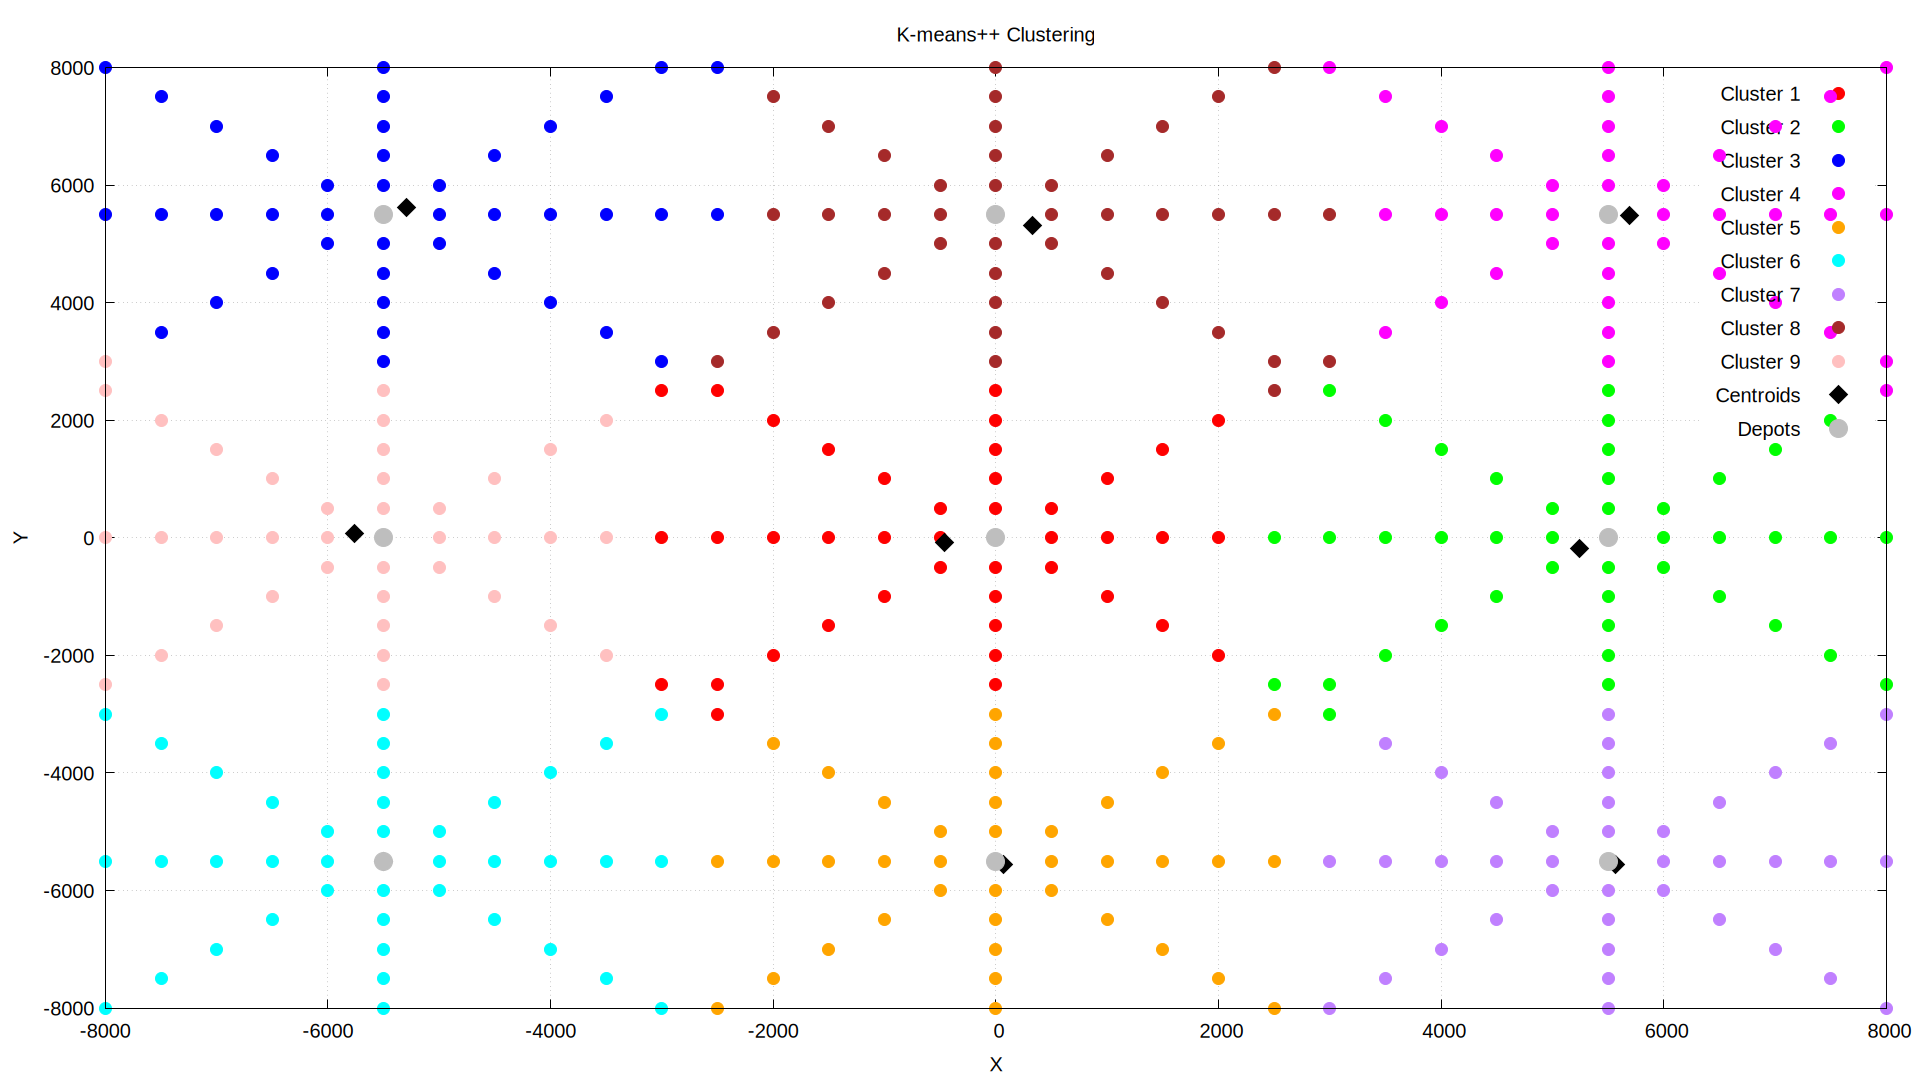 K-means++ Clustering
8000
6000
4000
2000
0
-2000
-4000
-6000
-8000
-8000 -6000 -4000 -2000 0 2000 4000 6000 8000
X
Y
Cluster 1
Cluster 2
Cluster 3
Cluster 4
Cluster 5
Cluster 6
Cluster 7
Cluster 8
Cluster 9
Centroids
Depots